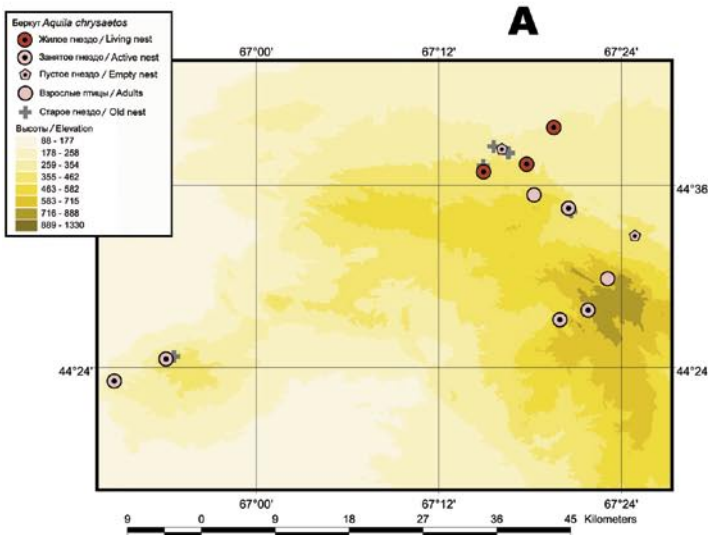 A
Беркут Aquila chrysaetos
Жилое гнездо / Living nest
Занятое гнездо / Active nest
Пустое гнездо / Empty nest
Взрослые птицы / Adults
Старое гнездо / Old nest
Высоты / Elevation
88 - 177
178 - 258
259 - 354
355 - 462
463 - 582
583 - 715
716 - 888
889 - 1330
67°00'
67°12'
67°24'
44°36'
44°24'
44°24'
67°00'
67°12'
67°24'
9 0 9 18 27 36 45 Kilometers